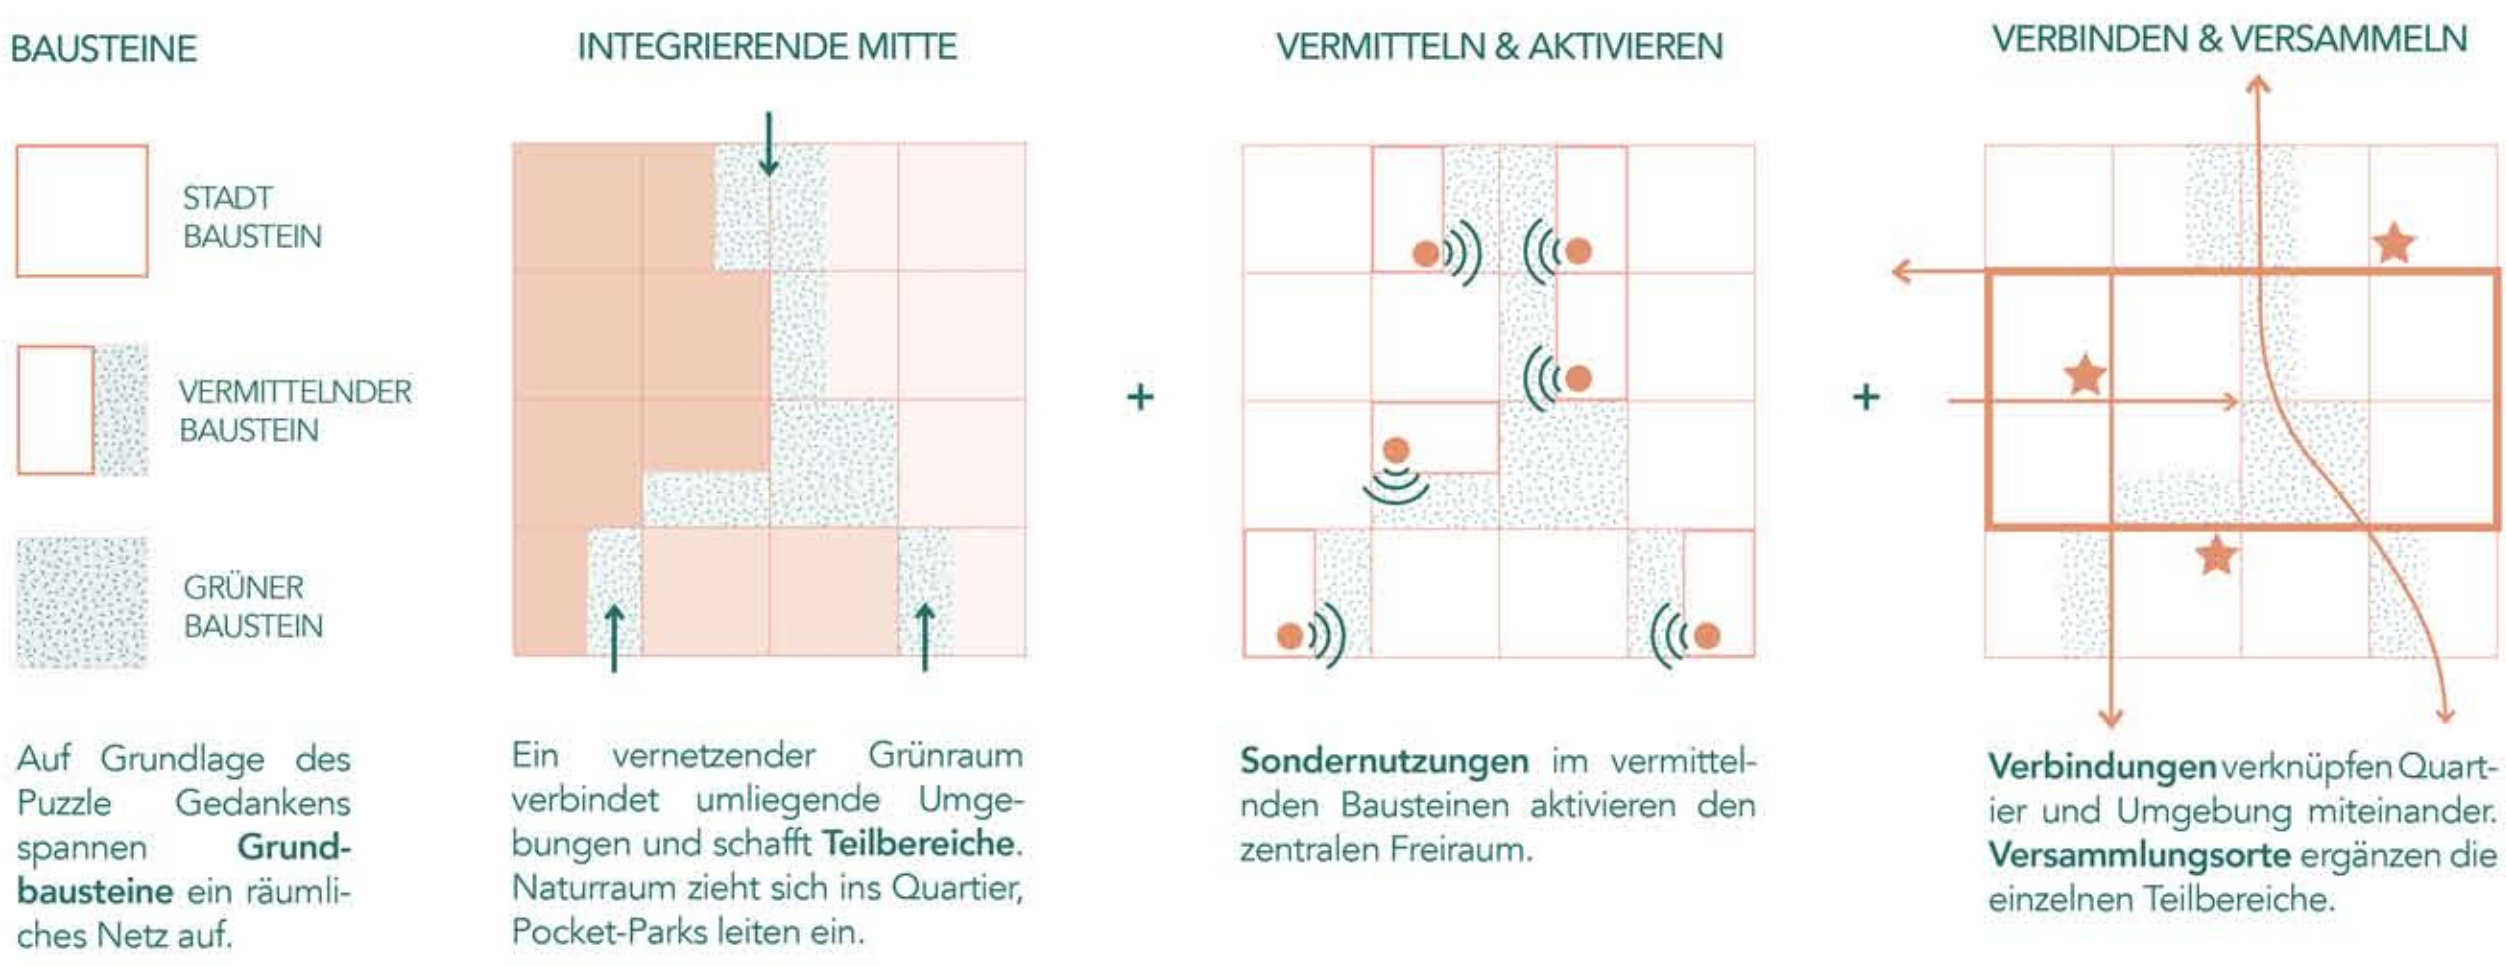 BAUSTEINE
STADT
BAUSTEIN
VERMITTELNDER
BAUSTEIN
GRÜNER
BAUSTEIN
Auf Grundlage des
Puzzle Gedankens
spannen Grund-
bausteine ein räumli-
ches Netz auf.
INTEGRIERENDE MITTE
Ein vernetzender Grünraum
verbindet umliegende Umge-
bungen und schafft Teilbereiche.
Naturraum zieht sich ins Quartier,
Pocket-Parks leiten ein.
+
VERMITTELN & AKTIVIEREN
Sondernutzungen im vermittel-
nden Bausteinen aktivieren den
zentralen Freiraum.
+
VERBINDEN & VERSAMMELN
Verbindungen verknüpfen Quart-
ier und Umgebung miteinander.
Versammlungsorte ergänzen die
einzelnen Teilbereiche.